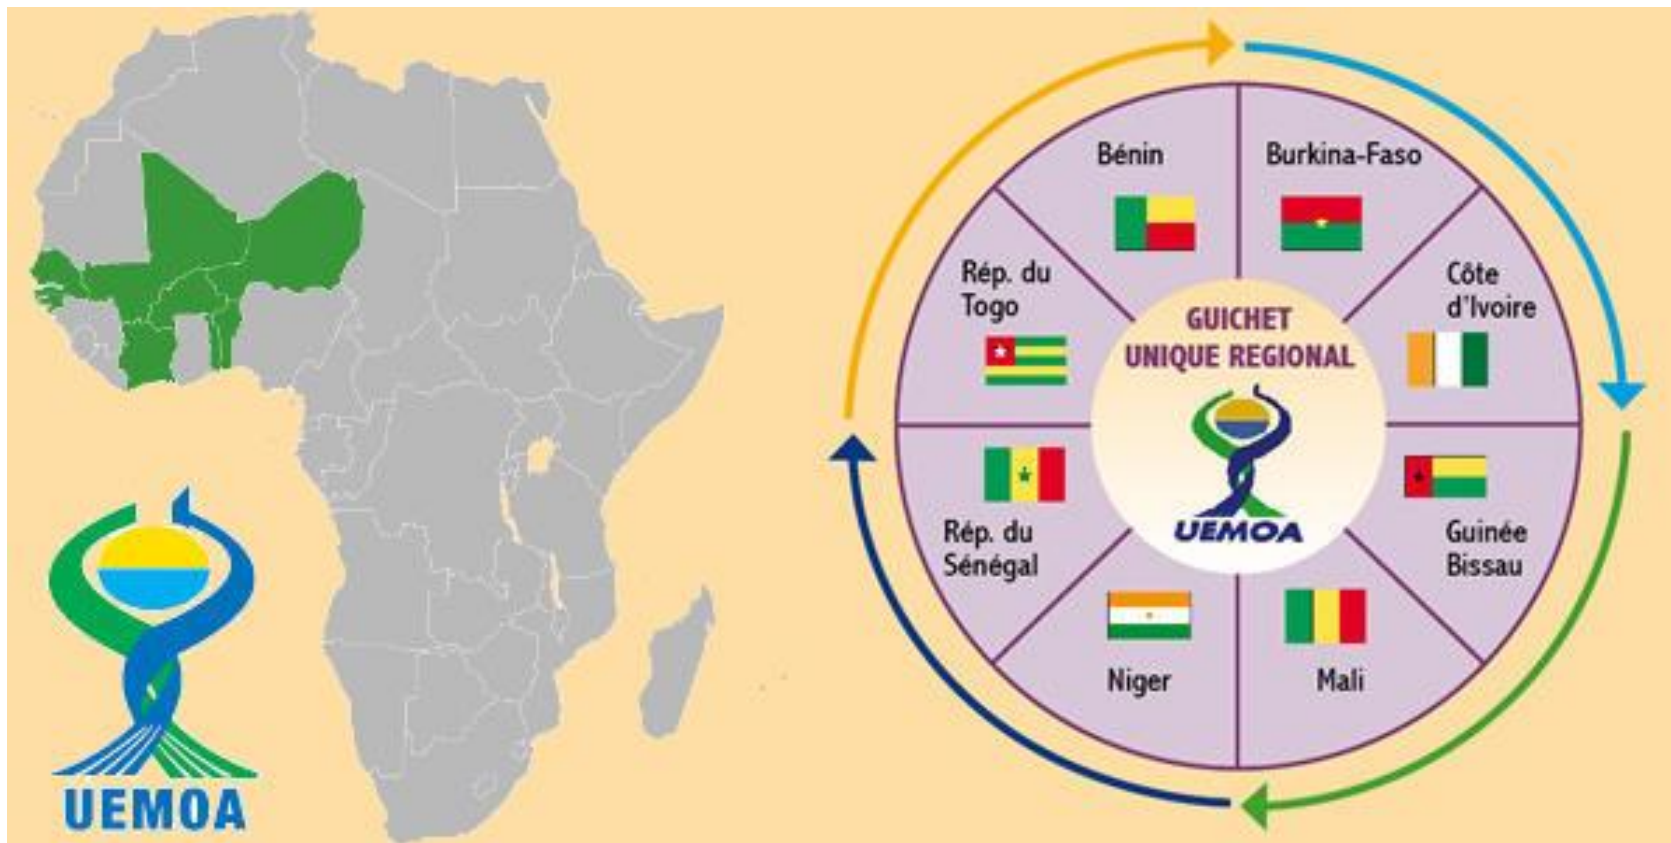 Bénin
Burkina-Faso
Rép. du
Togo
Côte
d'Ivoire
GUICHET
UNIQUE REGIONAL
UEMOA
Rép. du
Sénégal
Guinée
Bissau
Niger
Mali
UEMOA